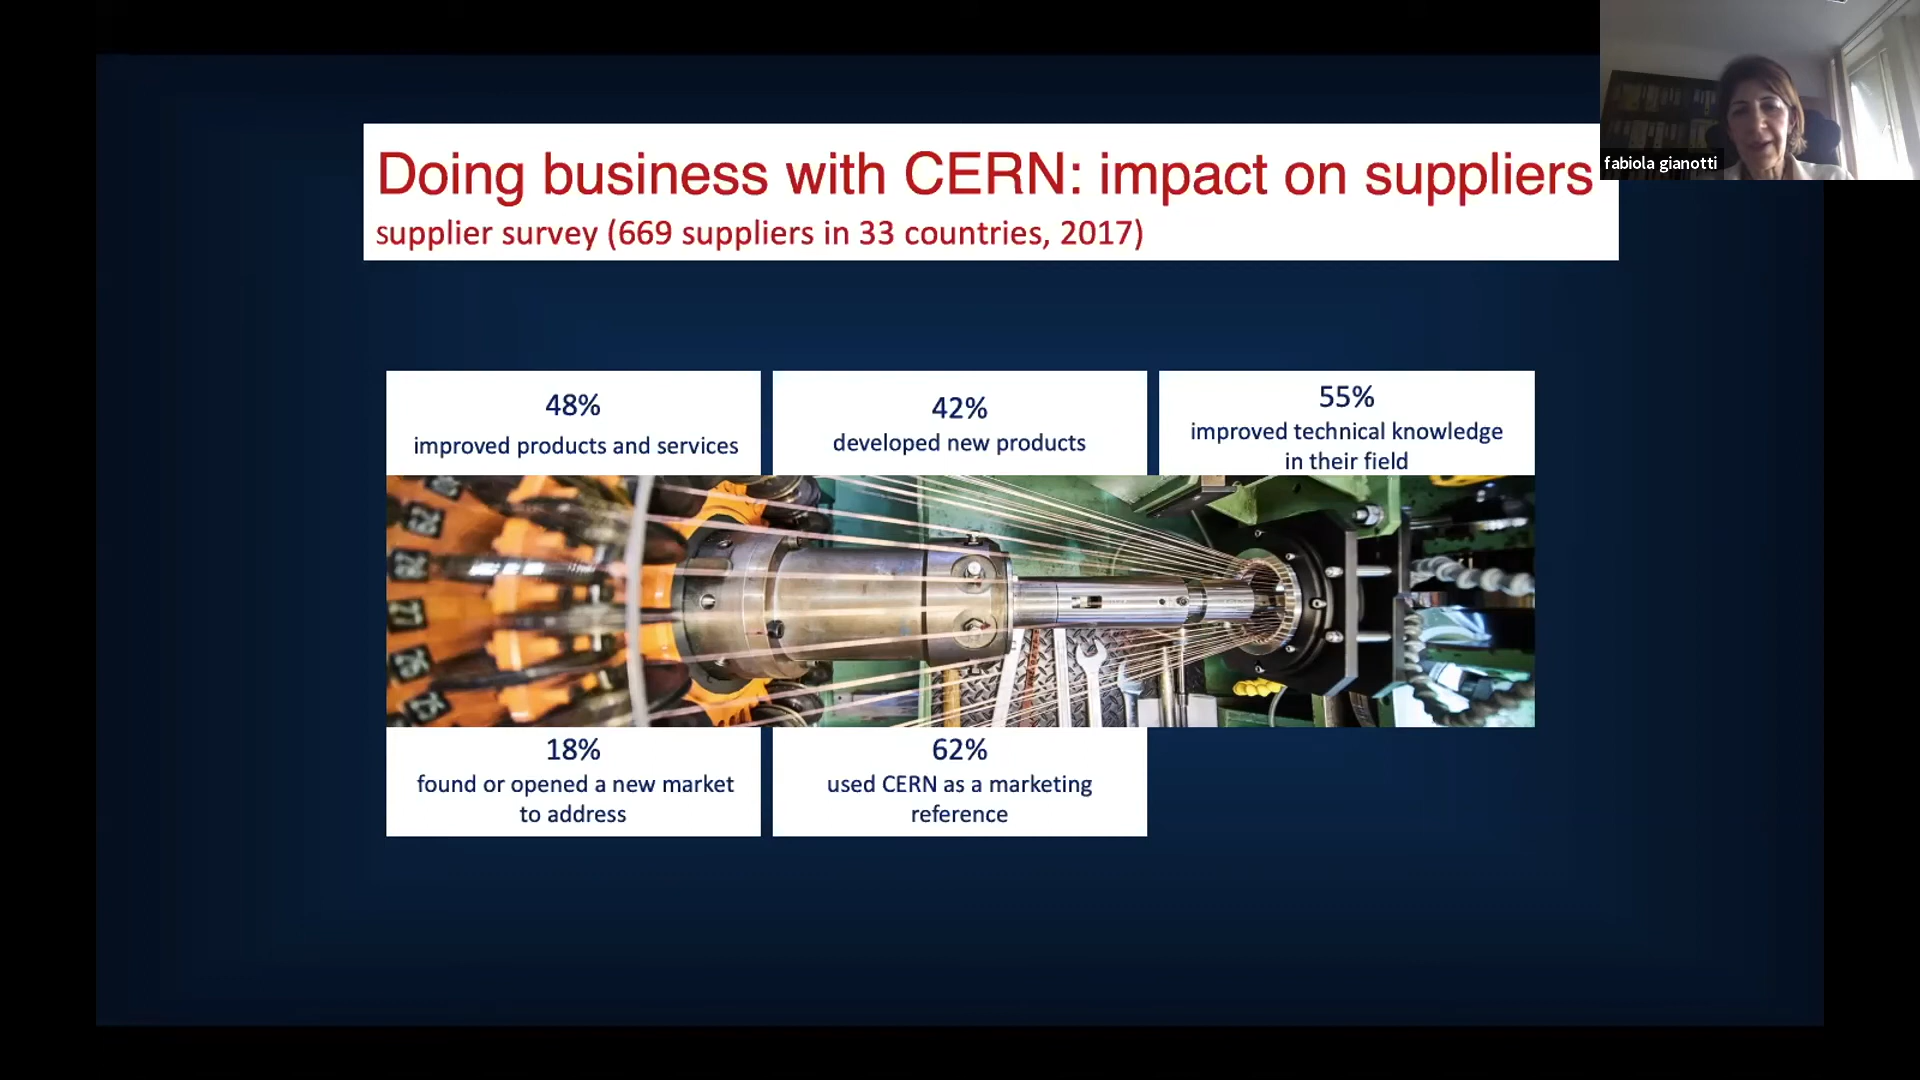 Doing business with CERN: impact on suppliers
supplier survey (669 suppliers in 33 countries, 2017)
fabiola gianotti
48%
improved products and services
42%
developed new products
55%
improved technical knowledge
in their field
18%
found or opened a new market
to address
62%
used CERN as a marketing
reference